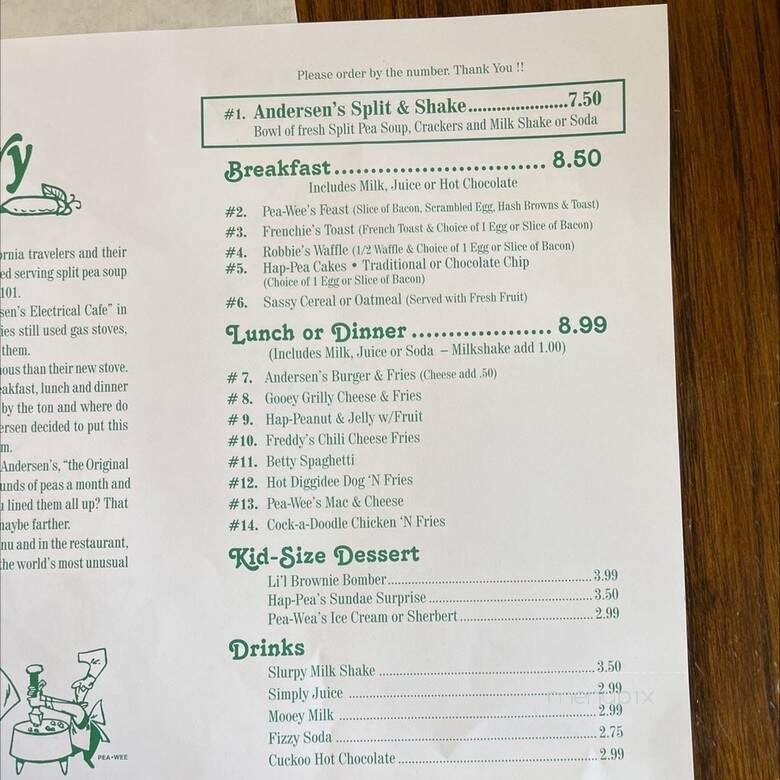 Please order by the number. Thank You !!
#1. Andersen's Split & Shake......................7.50
Bowl of fresh Split Pea Soup, Crackers and Milk Shake or Soda
Breakfast.............................. 8.50
Includes Milk, Juice or Hot Chocolate
#2. Pea-Wee's Feast (Slice of Bacon, Scrambled Egg, Hash Browns & Toast)
#3. Frenchie's Toast (French Toast & Choice of 1 Egg or Slice of Bacon)
#4. Robbie's Waffle (1/2 Waffle & Choice of 1 Egg or Slice of Bacon)
#5. Hap-Pea Cakes • Traditional or Chocolate Chip
(Choice of 1 Egg or Slice of Bacon)
#6. Sassy Cereal or Oatmeal (Served with Fresh Fruit)
Lunch or Dinner .................... 8.99
(Includes Milk, Juice or Soda – Milkshake add 1.00)
# 7. Andersen's Burger & Fries (Cheese add .50)
# 8. Gooey Grilly Cheese & Fries
# 9. Hap-Peanut & Jelly w/Fruit
#10. Freddy's Chili Cheese Fries
#11. Betty Spaghetti
#12. Hot Diggidee Dog 'N Fries
#13. Pea-Wee's Mac & Cheese
#14. Cock-a-Doodle Chicken 'N Fries
Kid-Size Dessert
Li'l Brownie Bomber..........................................................3.99
Hap-Pea's Sundae Surprise ..............................................3.50
Pea-Wea's Ice Cream or Sherbert ......................................2.99
Drinks
Slurpy Milk Shake ............................................................3.50
Simply Juice ....................................................................2.99
Mooey Milk ......................................................................2.99
Fizzy Soda .......................................................................2.75
Cuckoo Hot Chocolate ......................................................2.99
y
ornia travelers and their
ed serving split pea soup
101.
sen's Electrical Cafe" in
ies still used gas stoves,
them.
ous than their new stove.
eakfast, lunch and dinner
by the ton and where do
ersen decided to put this
m.
Andersen's, "the Original
unds of peas a month and
u lined them all up? That
maybe farther.
nu and in the restaurant,
the world's most unusual
PEA-WEE
menupix